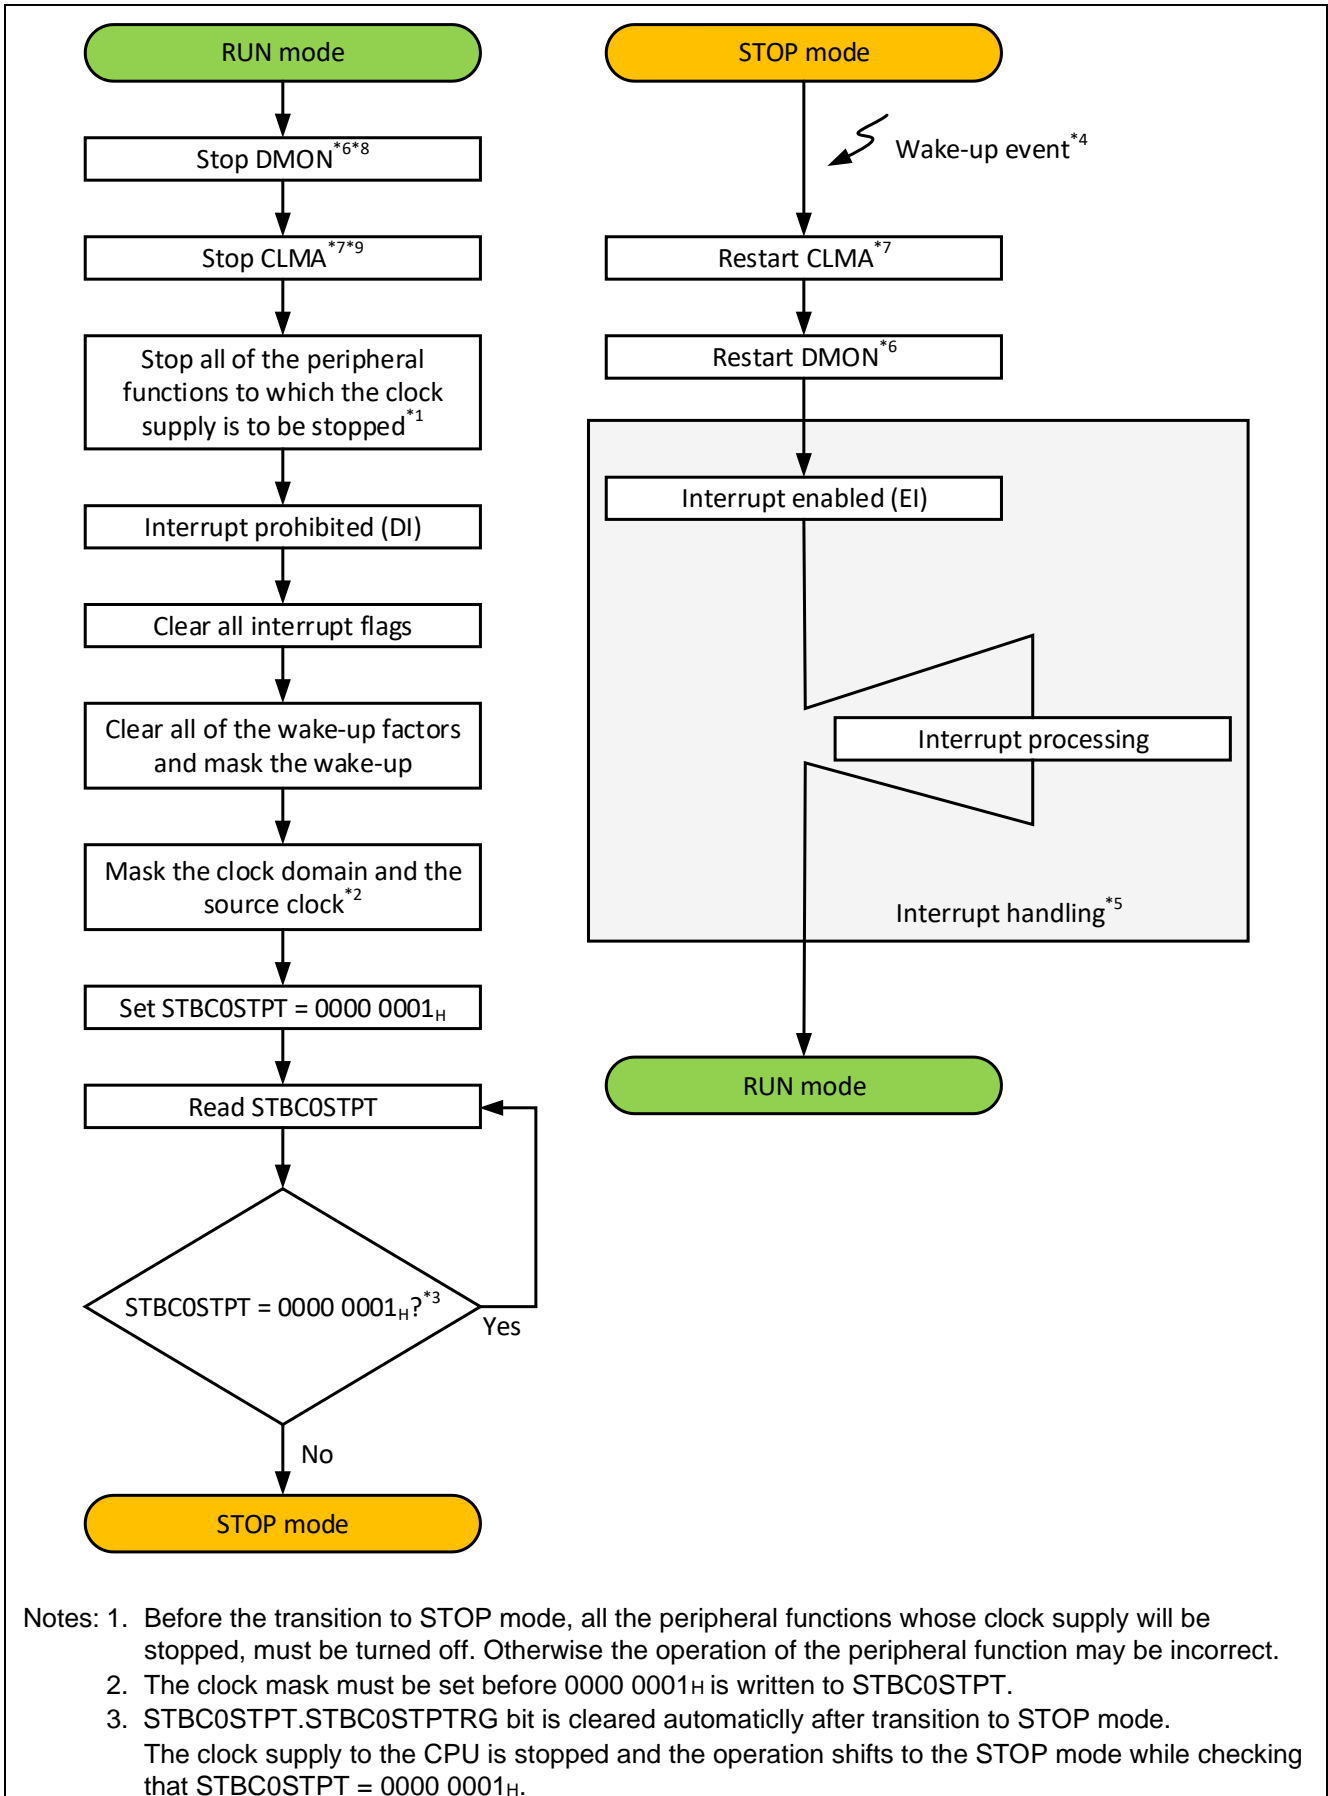 RUN mode
Stop DMON*6*8
Stop CLMA*7*9
Stop all of the peripheral
functions to which the clock
supply is to be stopped*1
Interrupt prohibited (DI)
Clear all interrupt flags
Clear all of the wake-up factors
and mask the wake-up
Mask the clock domain and the
source clock*2
Set STBC0STPT = 0000 0001H
Read STBC0STPT
STBC0STPT = 0000 0001H?*3
Yes
No
STOP mode
STOP mode
Wake-up event*4
Restart CLMA*7
Restart DMON*6
Interrupt enabled (EI)
Interrupt processing
Interrupt handling*5
RUN mode
Notes: 1. Before the transition to STOP mode, all the peripheral functions whose clock supply will be
stopped, must be turned off. Otherwise the operation of the peripheral function may be incorrect.
2. The clock mask must be set before 0000 0001H is written to STBC0STPT.
3. STBC0STPT.STBC0STPTRG bit is cleared automaticlly after transition to STOP mode.
The clock supply to the CPU is stopped and the operation shifts to the STOP mode while checking
that STBC0STPT = 0000 0001H.